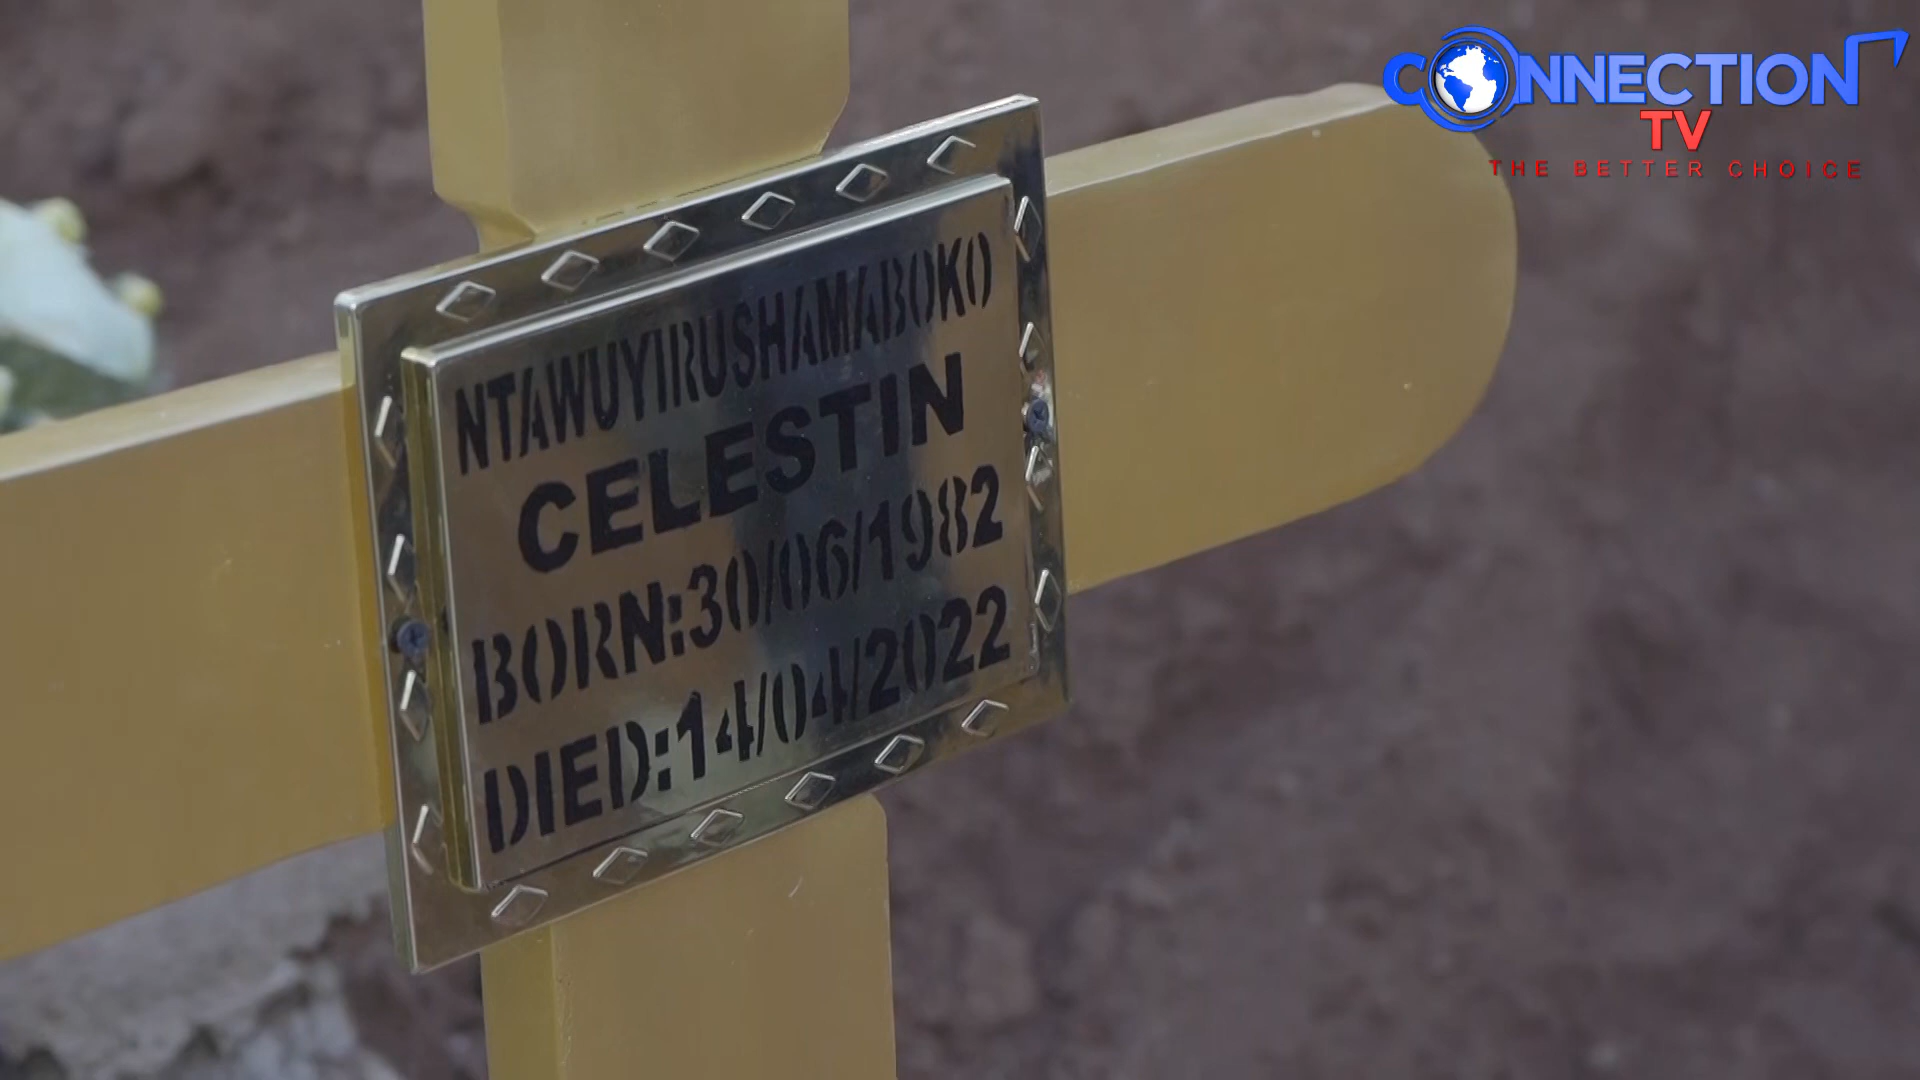 CONNECTION
TV
THE BETTER CHOICE
NTAWUYIRUSHAMABOKO
CELESTIN
BORN:30/06/1982
DIED:14/04/2022